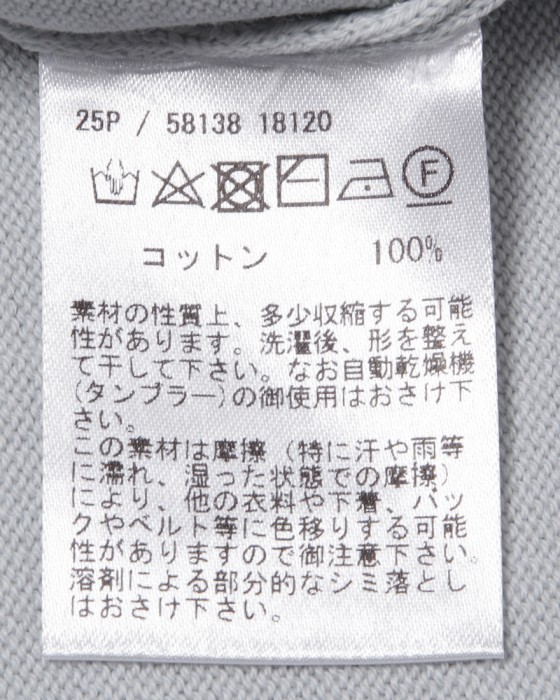 25P / 58138 18120
F
コットン 100%
素材の性質上、多少収縮する可能
性があります。洗濯後、形を整え
て干して下さい。なお自動乾燥機
(タンブラー)の御使用はおさけ下
さい。
この素材は摩擦（特に汗や雨等
に濡れ、湿った状態での摩擦）
により、他の衣料や下着、バッ
クやベルト等に色移りする可能
性がありますので御注意下さい。
溶剤による部分的なシミ落とし
はおさけ下さい。